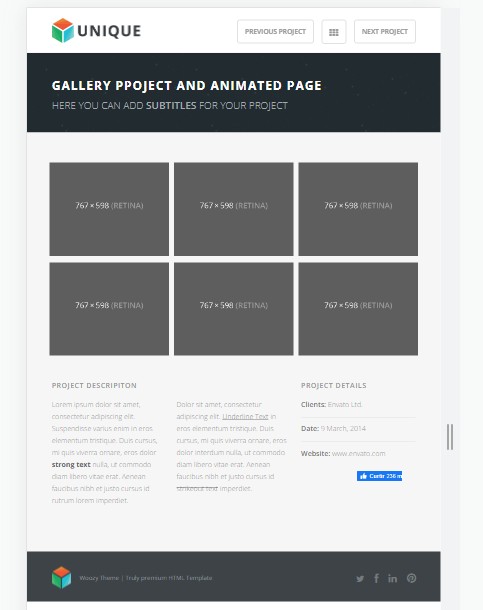 UNIQUE
PREVIOUS PROJECT
NEXT PROJECT
GALLERY PPOJECT AND ANIMATED PAGE
HERE YOU CAN ADD SUBTITLES FOR YOUR PROJECT
767 × 598 (RETINA)
767 × 598 (RETINA)
767 × 598 (RETINA)
767 × 598 (RETINA)
767 × 598 (RETINA)
767 × 598 (RETINA)
PROJECT DESCRIPITON
Lorem ipsum dolor sit amet,
consectetur adipiscing elit.
Suspendisse varius enim in eros
elementum tristique. Duis cursus,
mi quis viverra ornare, eros dolor
strong text nulla, ut commodo
diam libero vitae erat. Aenean
faucibus nibh et justo cursus id
rutrum lorem imperdiet.
Dolor sit amet, consectetur
adipiscing elit. Underline Text in
eros elementum tristique. Duis
cursus, mi quis viverra ornare, eros
dolor interdum nulla, ut commodo
diam libero vitae erat. Aenean
faucibus nibh et justo cursus id
strikeout text imperdiet.
PROJECT DETAILS
Clients: Envato Ltd.
Date: 9 March, 2014
Website: www.envato.com
Curtir 236 m
Woozy Theme | Truly premium HTML Template